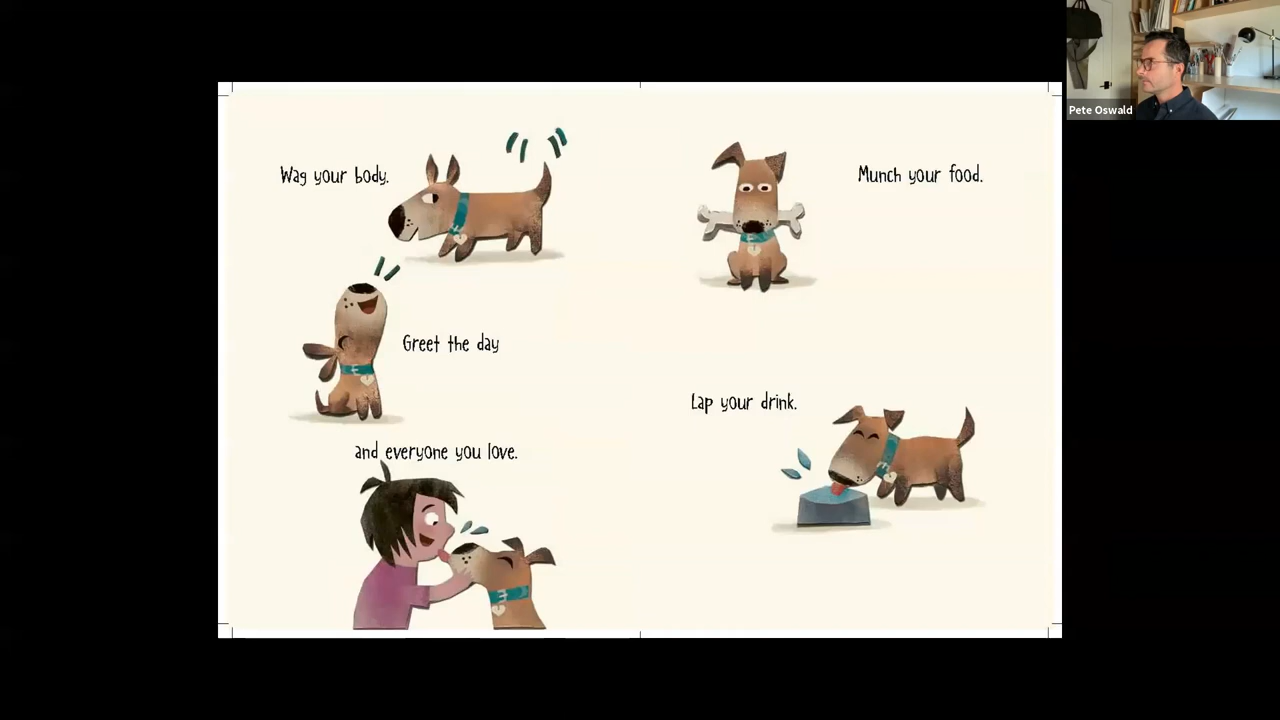 Wag your body.
Greet the day
and everyone you love.
Munch your food.
Lap your drink.
Pete Oswald